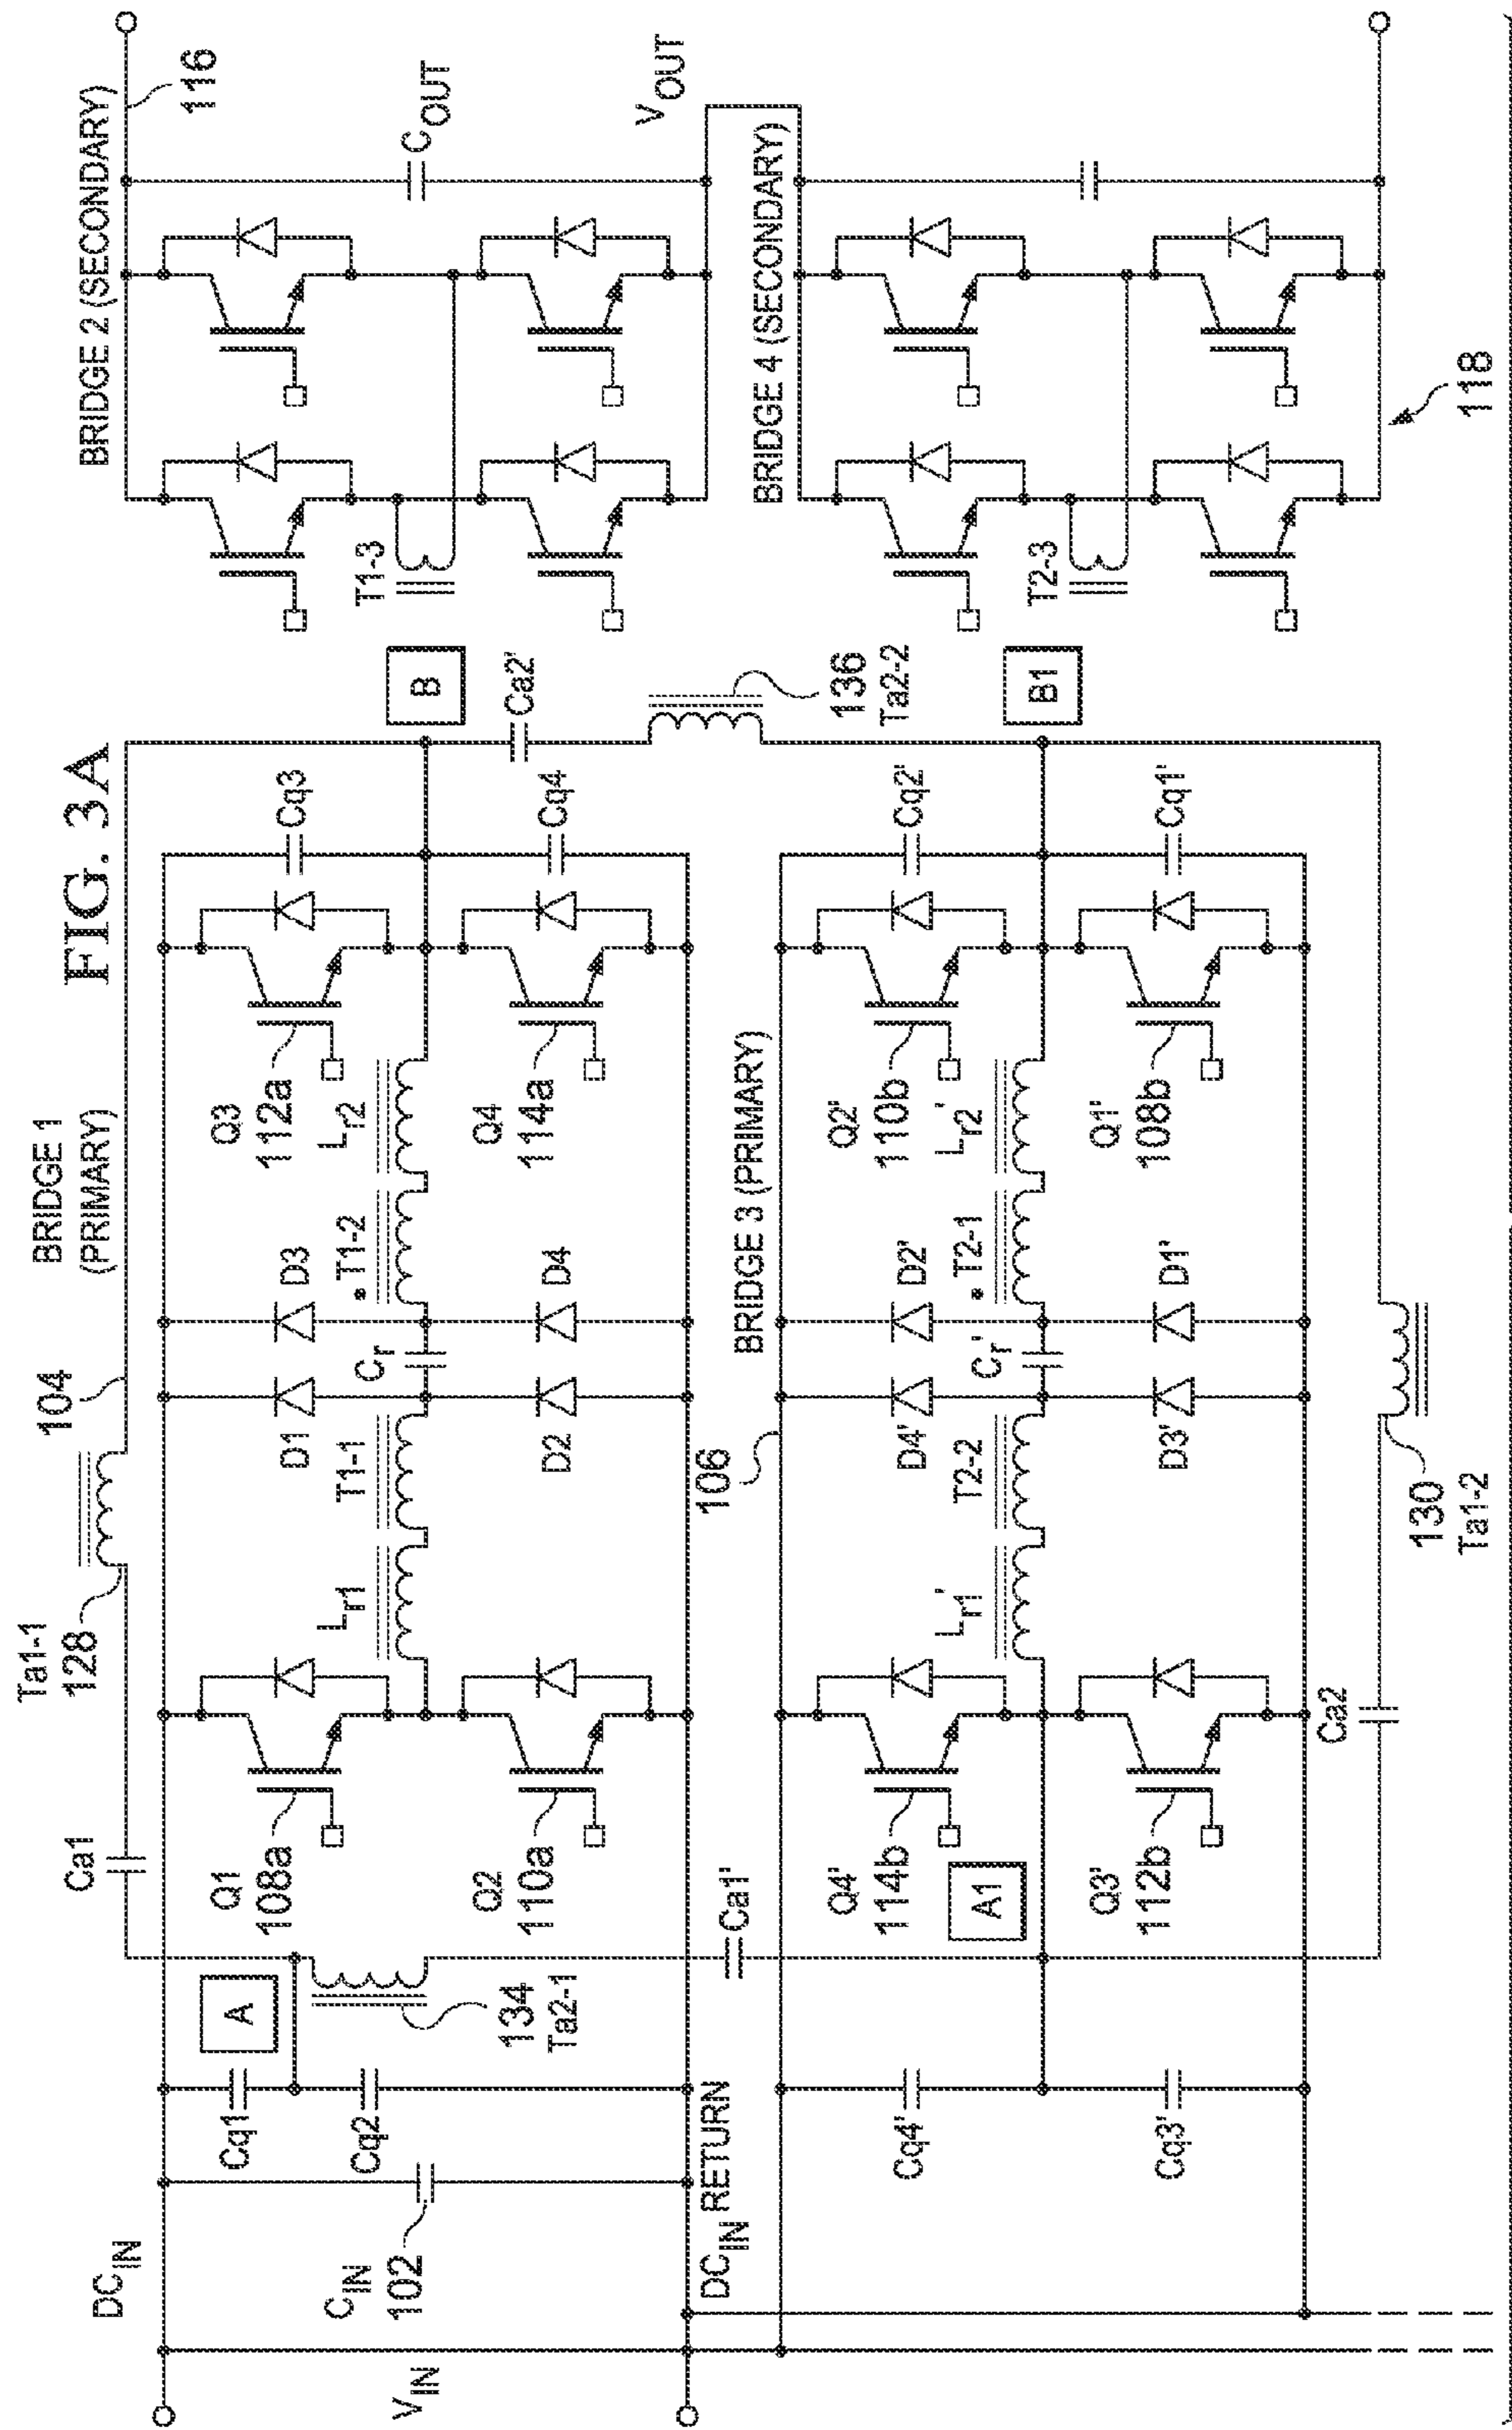 FIG. 3A
BRIDGE 1
(PRIMARY)
104
Ta1-1
128
Ca1
DC_IN
V_IN
C_IN
102
DC_IN RETURN
Cq1
Cq2
A
134
Ta2-1
Ca1'
Q1
108a
Q2
110a
L_r1
T1-1
D1
D2
C_r
D3
D4
• T1-2
L_r2
Q3
112a
Q4
114a
Cq3
Cq4
B
Ca2'
136
Ta2-2
BRIDGE 2 (SECONDARY)
116
T1-3
C_OUT
V_OUT
BRIDGE 3 (PRIMARY)
106
Cq4'
Cq3'
A1
Q4'
114b
Q3'
112b
L_r1'
T2-2
D4'
D3'
C_r'
D2'
D1'
• T2-1
L_r2'
Q2'
110b
Q1'
108b
Cq2'
Cq1'
B1
Ca2
130
Ta1-2
BRIDGE 4 (SECONDARY)
T2-3
118